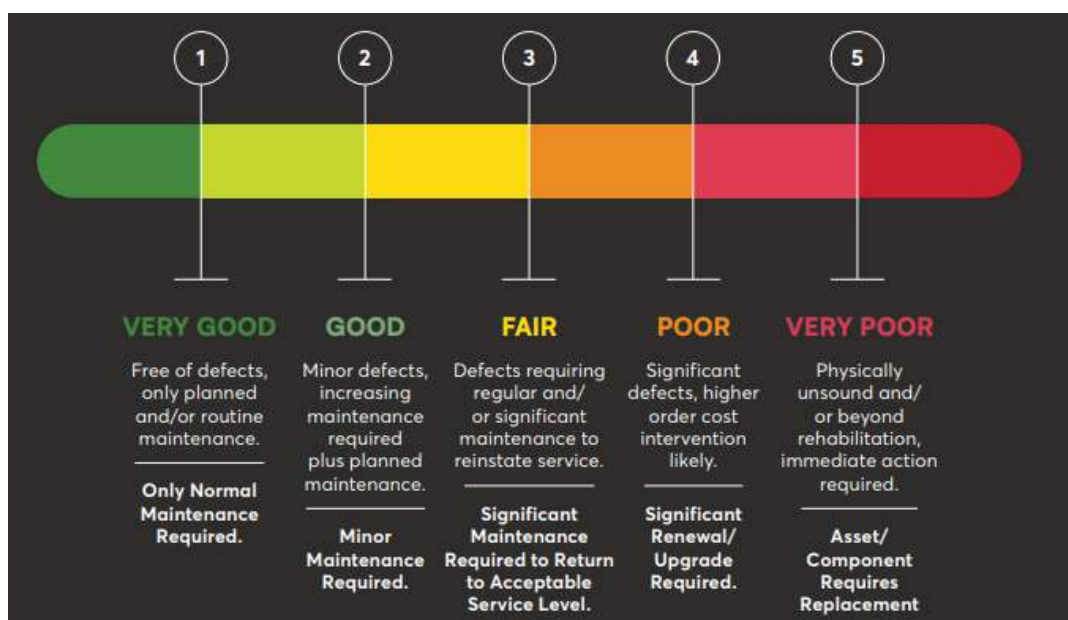 1
2
3
4
5
VERY GOOD
Free of defects,
only planned
and/or routine
maintenance.
Only Normal
Maintenance
Required.
GOOD
Minor defects,
increasing
maintenance
required
plus planned
maintenance.
Minor
Maintenance
Required.
FAIR
Defects requiring
regular and/
or significant
maintenance to
reinstate service.
Significant
Maintenance
Required to Return
to Acceptable
Service Level.
POOR
Significant
defects, higher
order cost
intervention
likely.
Significant
Renewal/
Upgrade
Required.
VERY POOR
Physically
unsound and/
or beyond
rehabilitation,
immediate action
required.
Asset/
Component
Requires
Replacement